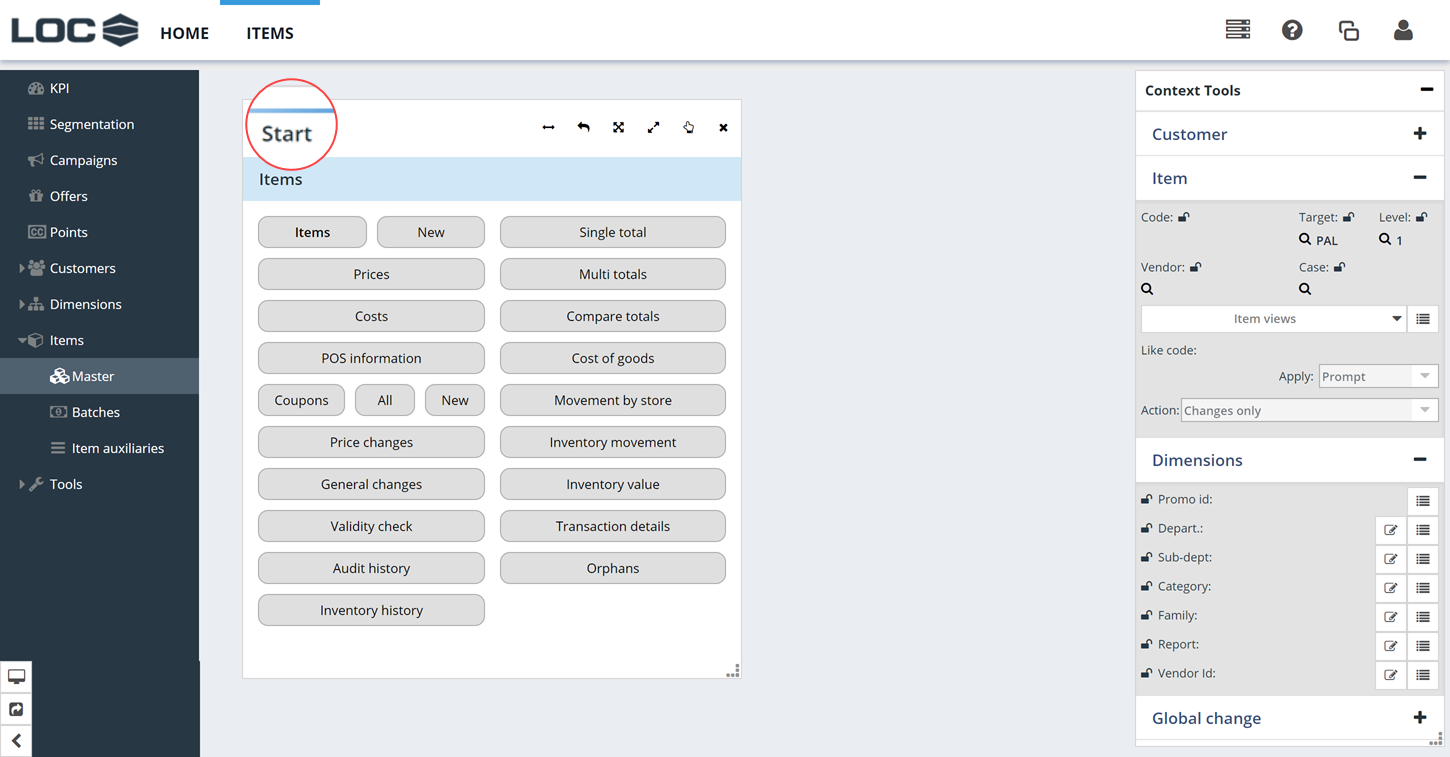 LOC
HOME
ITEMS
KPI
Segmentation
Campaigns
Offers
CC Points
Customers
Dimensions
Items
Master
Batches
Item auxiliaries
Tools
Start
Items
Items
New
Single total
Prices
Multi totals
Costs
Compare totals
POS information
Cost of goods
Coupons
All
New
Movement by store
Price changes
Inventory movement
General changes
Inventory value
Validity check
Transaction details
Audit history
Orphans
Inventory history
Context Tools
Customer
Item
Code:
Target:
Level:
PAL
1
Vendor:
Case:
Item views
Like code:
Apply: Prompt
Action: Changes only
Dimensions
Promo id:
Depart.:
Sub-dept:
Category:
Family:
Report:
Vendor Id:
Global change